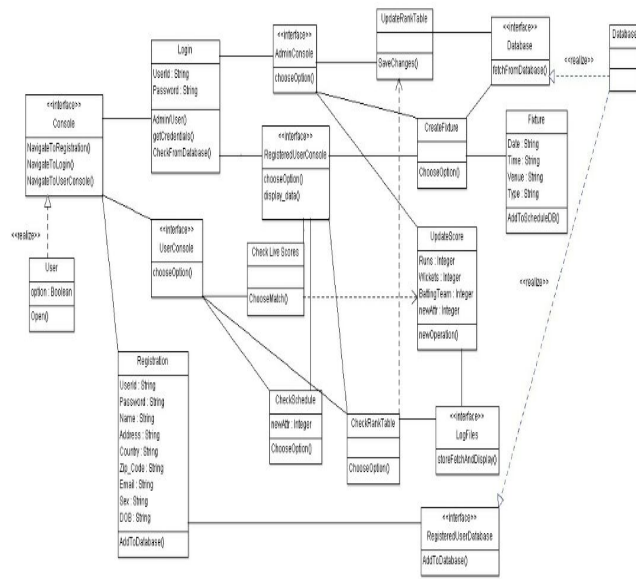 <<interface>>
Console
NavigateToRegistration()
NavigateToLogin()
NavigateToUserConsole()
<<realize>>
User
option : Boolean
Open()
Login
UserId : String
Password : String
Admin/User()
getCredentials()
CheckFromDatabase()
<<interface>>
AdminConsole
chooseOption()
UpdateRankTable
SaveChanges()
<<interface>>
Database
fetchFromDatabase()
<<realize>>
Database
<<interface>>
RegisteredUserConsole
chooseOption()
display_data()
CreateFixture
ChooseOption()
Fixture
Date : String
Time : String
Venue : String
Type : String
AddToScheduleDB()
<<interface>>
UserConsole
chooseOption()
Check Live Scores
ChooseMatch()
UpdateScore
Runs : Integer
Wickets : Integer
BattingTeam : Integer
newAttr : Integer
newOperation()
<<realize>>
Registration
UserId : String
Password : String
Name : String
Address : String
Country : String
Zip_Code : String
Email : String
Sex : String
DOB : String
AddToDatabase()
CheckSchedule
newAttr : Integer
ChooseOption()
CheckRankTable
ChooseOption()
<<interface>>
LogFiles
storeFetchAndDisplay()
<<interface>>
RegisteredUserDatabase
AddToDatabase()